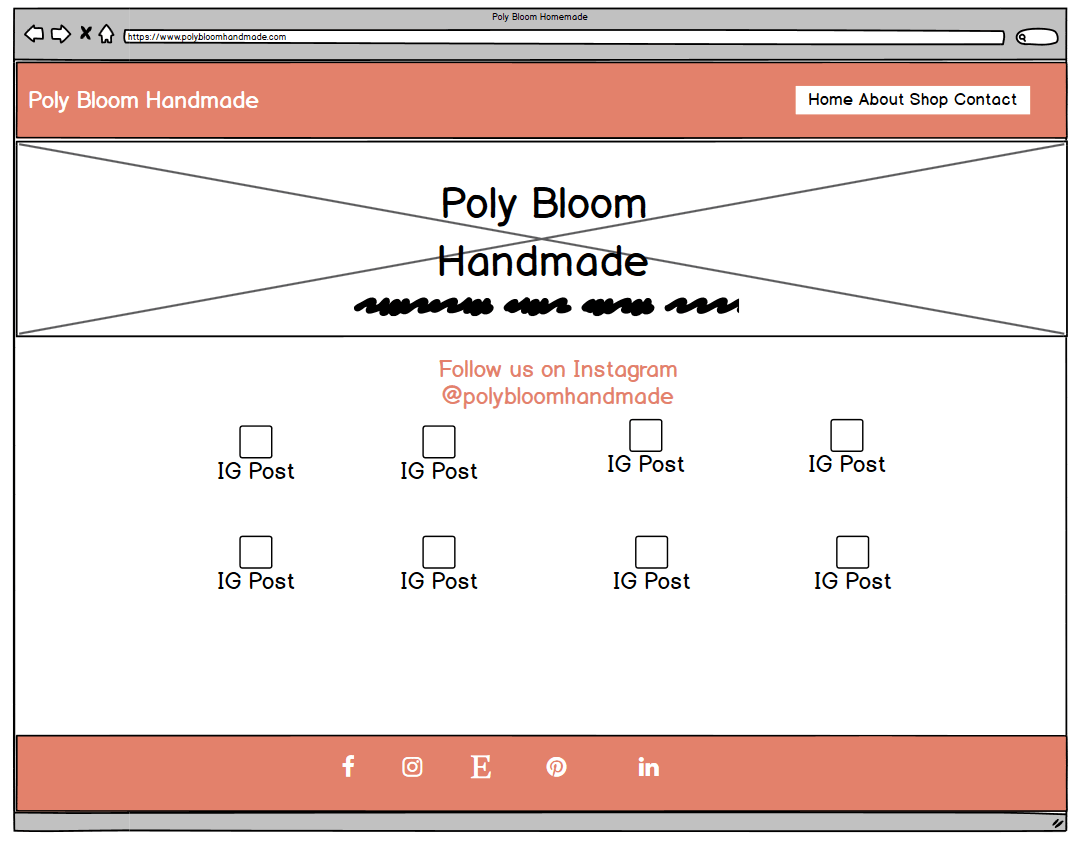 Poly Bloom Homemade
https://www.polybloomhandmade.com
Poly Bloom Handmade
Home About Shop Contact
Poly Bloom
Handmade
Follow us on Instagram
@polybloomhandmade
IG Post IG Post IG Post IG Post
IG Post IG Post IG Post IG Post